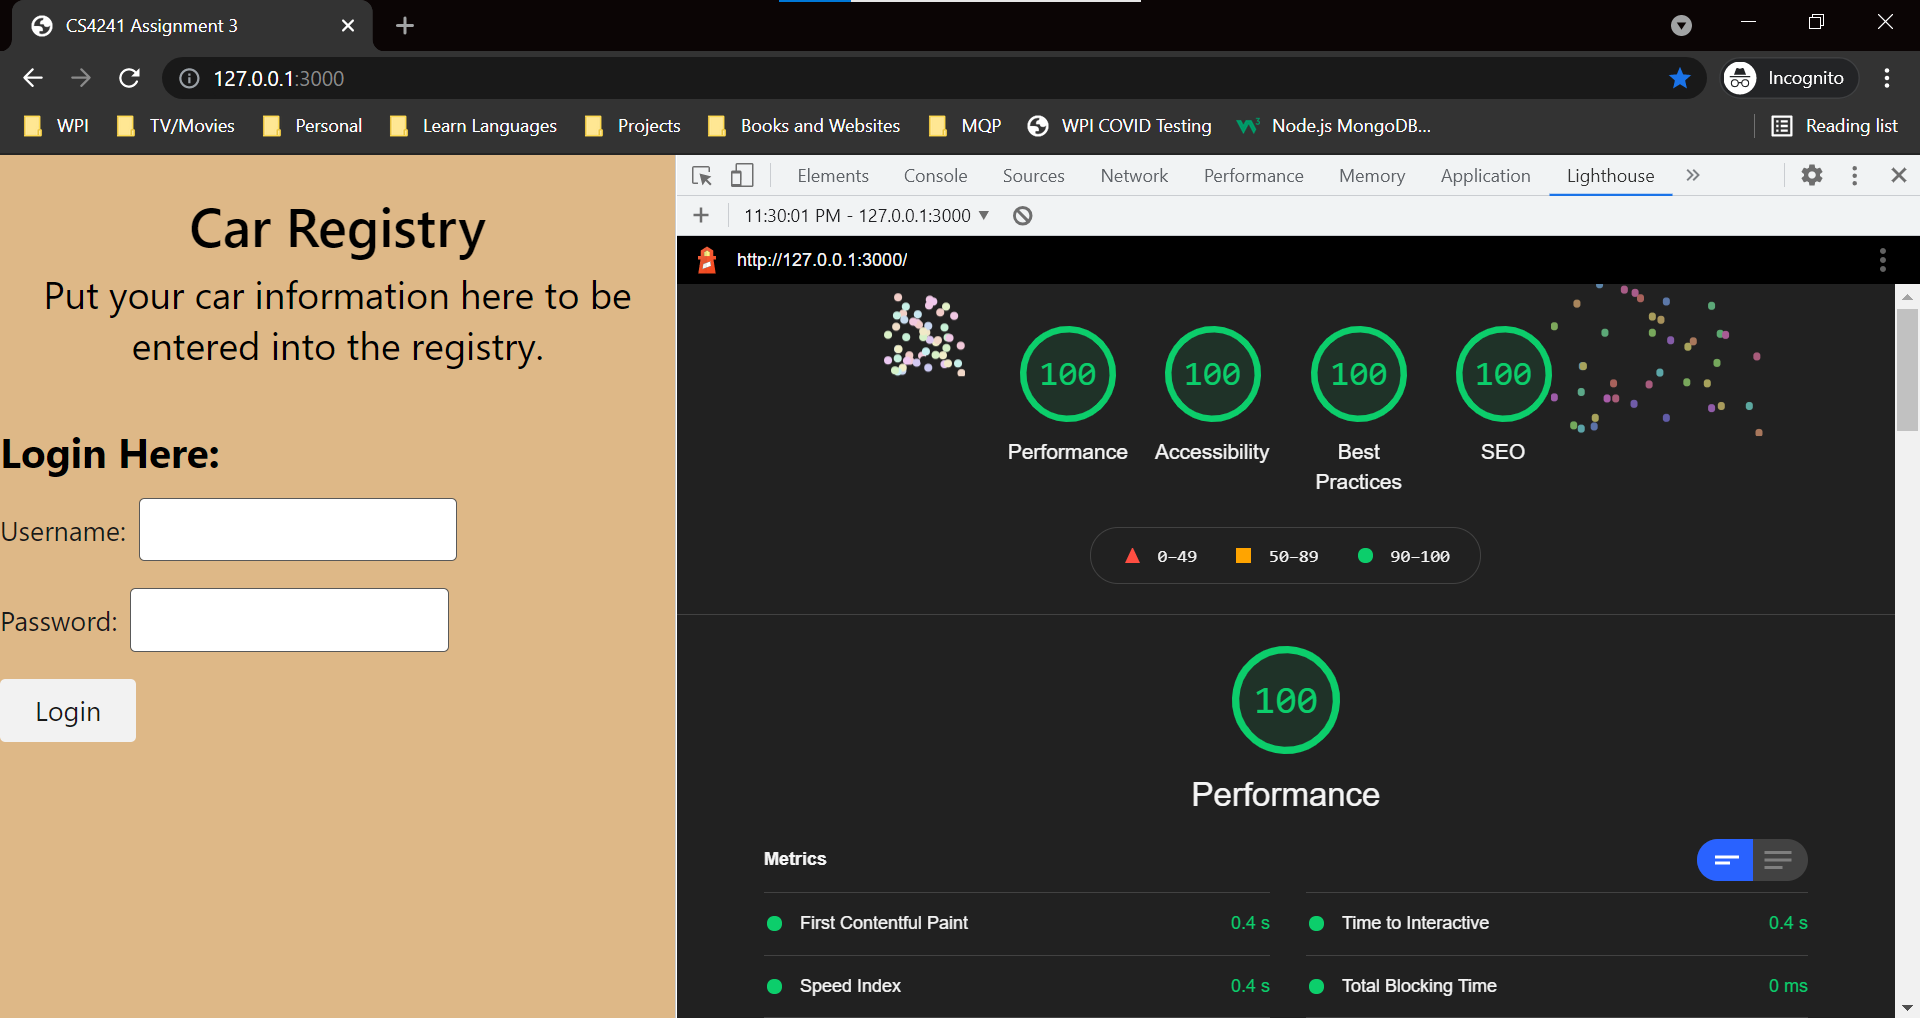 CS4241 Assignment 3
127.0.0.1:3000
Incognito
WPI TV/Movies Personal Learn Languages Projects Books and Websites MQP WPI COVID Testing Node.js MongoDB... Reading list
Car Registry
Put your car information here to be
entered into the registry.
Login Here:
Username:
Password:
Login
Elements Console Sources Network Performance Memory Application Lighthouse
11:30:01 PM - 127.0.0.1:3000
http://127.0.0.1:3000/
100 100 100 100
Performance Accessibility Best Practices SEO
0–49 50–89 90–100
100
Performance
Metrics
First Contentful Paint 0.4 s
Time to Interactive 0.4 s
Speed Index 0.4 s
Total Blocking Time 0 ms